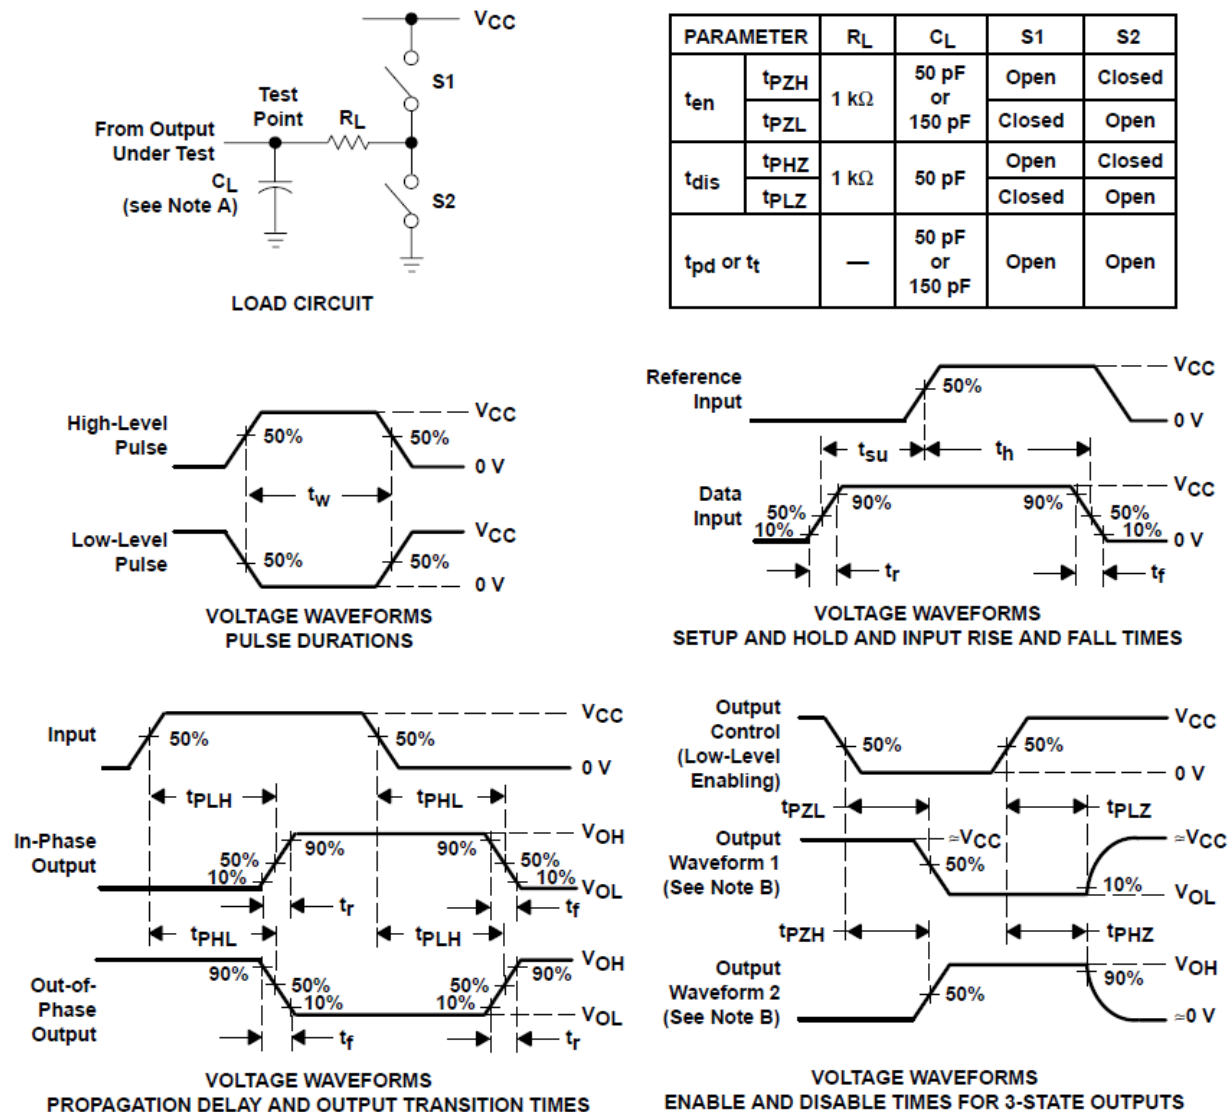 VCC
S1
Test
Point
RL
From Output
Under Test
CL
(see Note A)
S2
LOAD CIRCUIT
PARAMETER RL CL S1 S2
ten tPZH 1 kΩ 50 pF or 150 pF Open Closed
tPZL Closed Open
tdis tPHZ 1 kΩ 50 pF Open Closed
tPLZ Closed Open
tpd or tt — 50 pF or 150 pF Open Open
High-Level
Pulse
50%
50%
VCC
0 V
tw
Low-Level
Pulse
50%
50%
VCC
0 V
VOLTAGE WAVEFORMS
PULSE DURATIONS
Reference
Input
50%
VCC
0 V
tsu
th
Data
Input
50%
10%
90%
90%
50%
10%
VCC
0 V
tr
tf
VOLTAGE WAVEFORMS
SETUP AND HOLD AND INPUT RISE AND FALL TIMES
Input
50%
50%
VCC
0 V
tPLH
tPHL
In-Phase
Output
50%
10%
90%
90%
50%
10%
VOH
VOL
tr
tf
tPHL
tPLH
Out-of-
Phase
Output
90%
50%
10%
50%
10%
90%
VOH
VOL
tf
tr
VOLTAGE WAVEFORMS
PROPAGATION DELAY AND OUTPUT TRANSITION TIMES
Output
Control
(Low-Level
Enabling)
50%
50%
VCC
0 V
tPZL
tPLZ
Output
Waveform 1
(See Note B)
≈VCC
50%
≈VCC
10%
VOL
tPZH
tPHZ
Output
Waveform 2
(See Note B)
50%
VOH
90%
≈0 V
VOLTAGE WAVEFORMS
ENABLE AND DISABLE TIMES FOR 3-STATE OUTPUTS